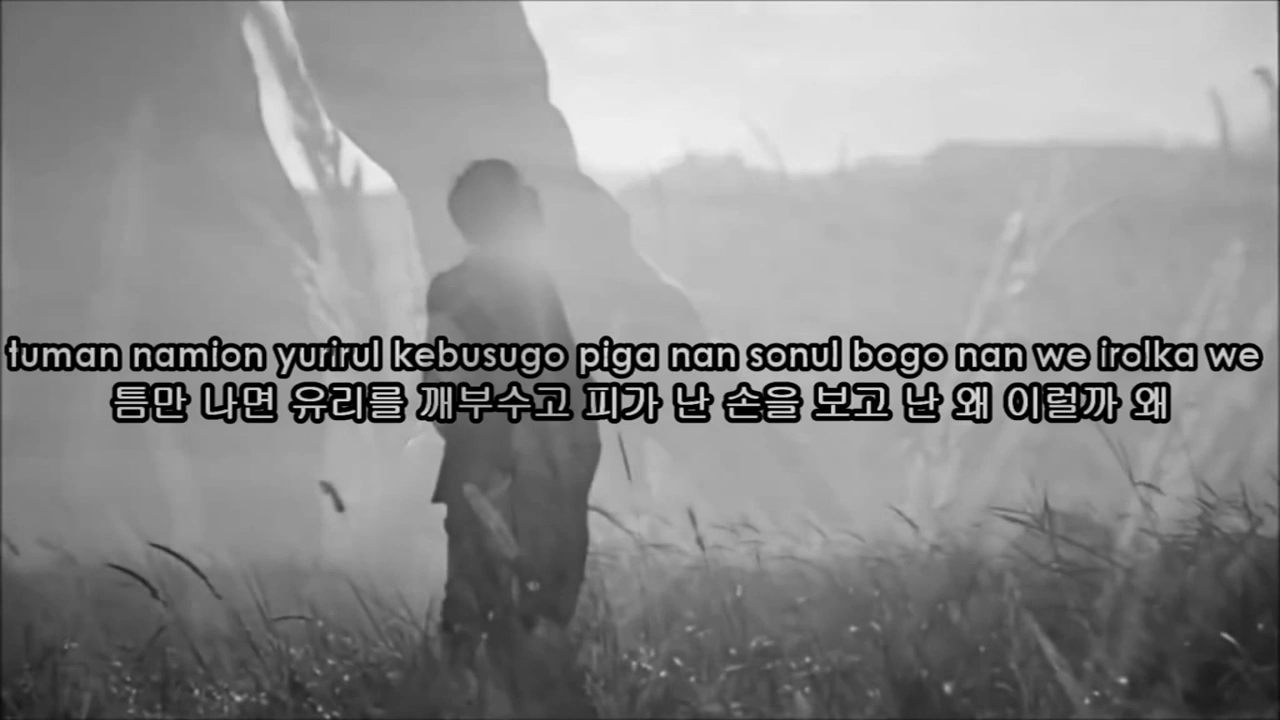 tuman namion yurirul kebusugo piga nan sonul bogo nan we irolka we
틈만 나면 유리를 깨부수고 피가 난 손을 보고 난 왜 이럴까 왜